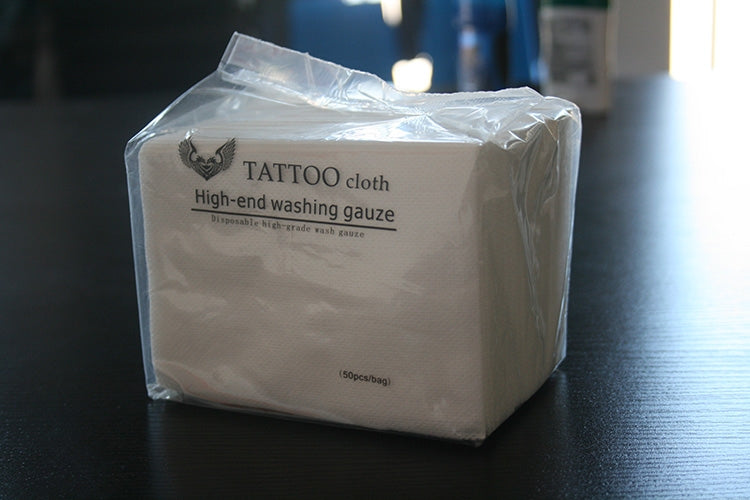 TATTOO cloth
High-end washing gauze
Disposable high-grade wash gauze
(50pcs/bag)